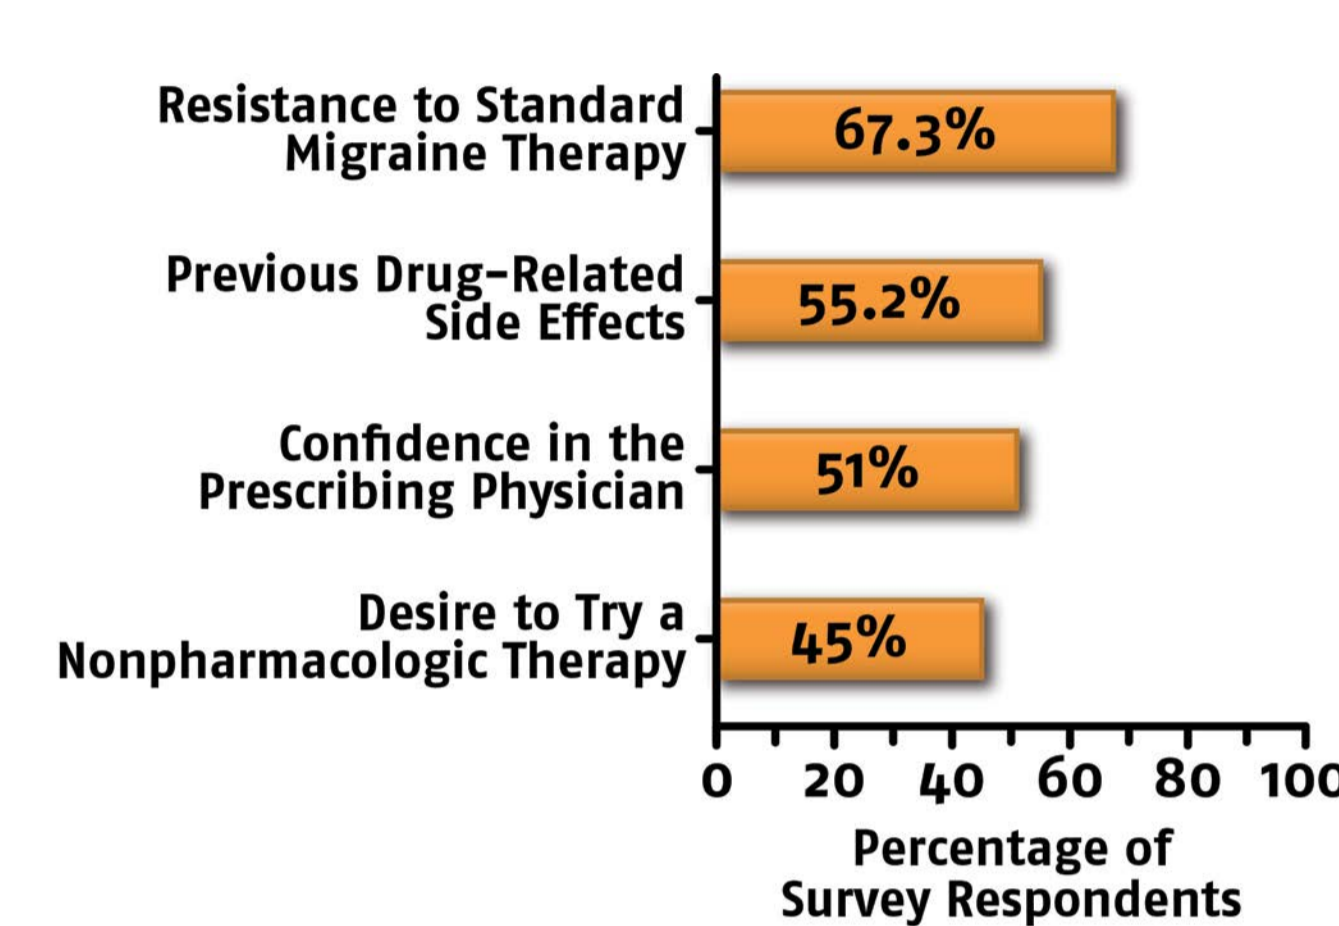 Resistance to Standard
Migraine Therapy
67.3%
Previous Drug-Related
Side Effects
55.2%
Confidence in the
Prescribing Physician
51%
Desire to Try a
Nonpharmacologic Therapy
45%
0 20 40 60 80 100
Percentage of
Survey Respondents